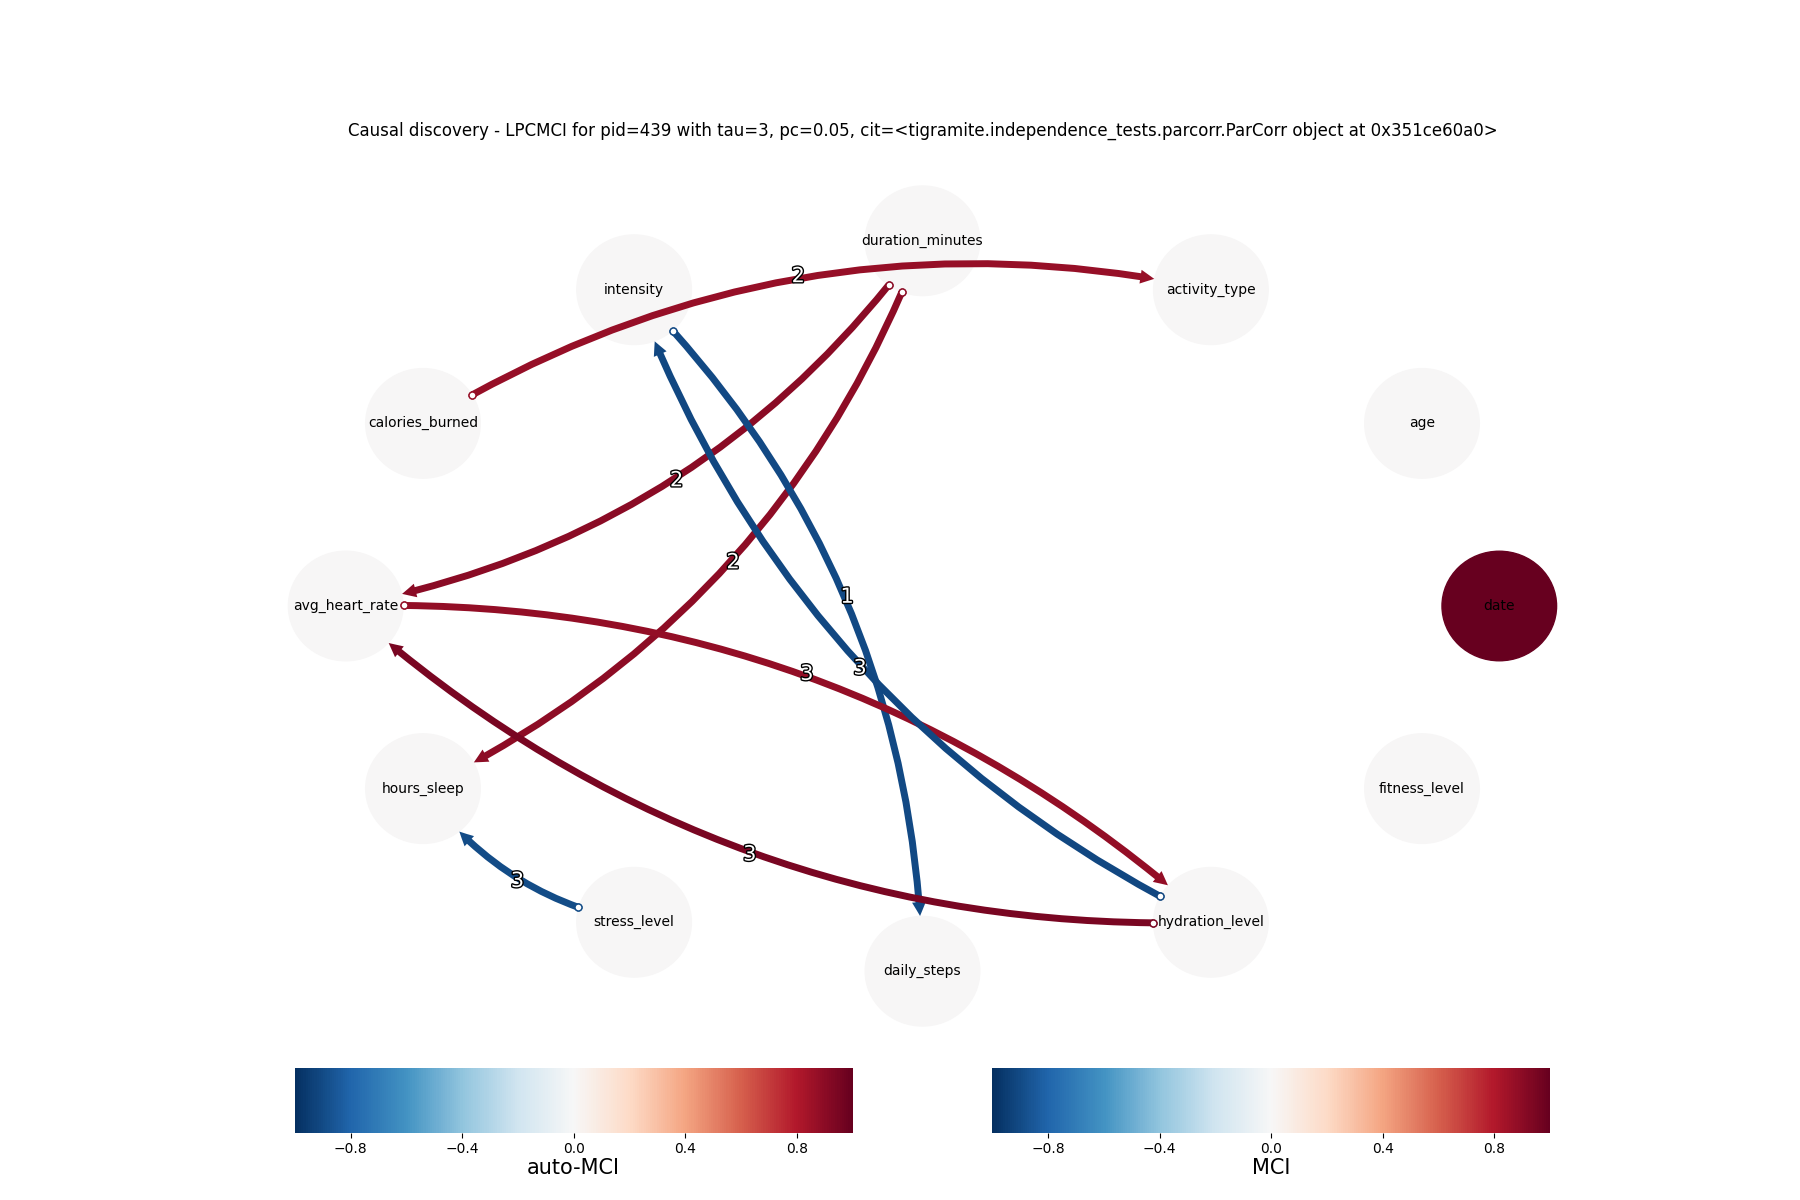 Causal discovery - LPCMCI for pid=439 with tau=3, pc=0.05, cit=<tigramite.independence_tests.parcorr.ParCorr object at 0x351ce60a0>
duration_minutes
intensity
activity_type
2
calories_burned
age
2
2
1
avg_heart_rate
date
3
3
hours_sleep
fitness_level
3
3
stress_level
hydration_level
daily_steps
−0.8 −0.4 0.0 0.4 0.8
auto-MCI
−0.8 −0.4 0.0 0.4 0.8
MCI